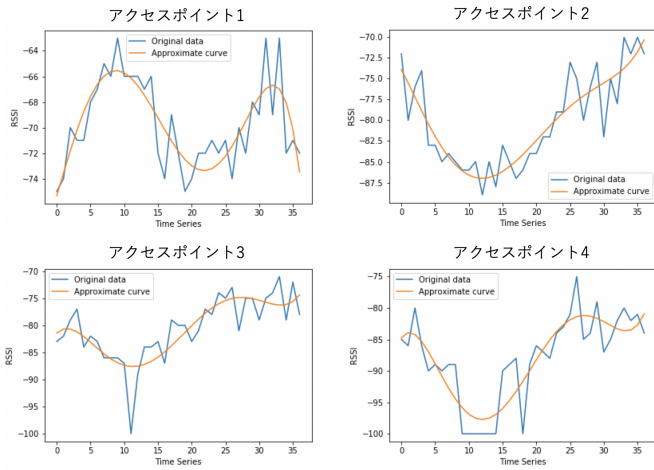 アクセスポイント1
Original data
Approximate curve
RSSI
−64
−66
−68
−70
−72
−74
0 5 10 15 20 25 30 35
Time Series
アクセスポイント2
Original data
Approximate curve
RSSI
−70.0
−72.5
−75.0
−77.5
−80.0
−82.5
−85.0
−87.5
0 5 10 15 20 25 30 35
Time Series
アクセスポイント3
Original data
Approximate curve
RSSI
−70
−75
−80
−85
−90
−95
−100
0 5 10 15 20 25 30 35
Time Series
アクセスポイント4
Original data
Approximate curve
RSSI
−75
−80
−85
−90
−95
−100
0 5 10 15 20 25 30 35
Time Series